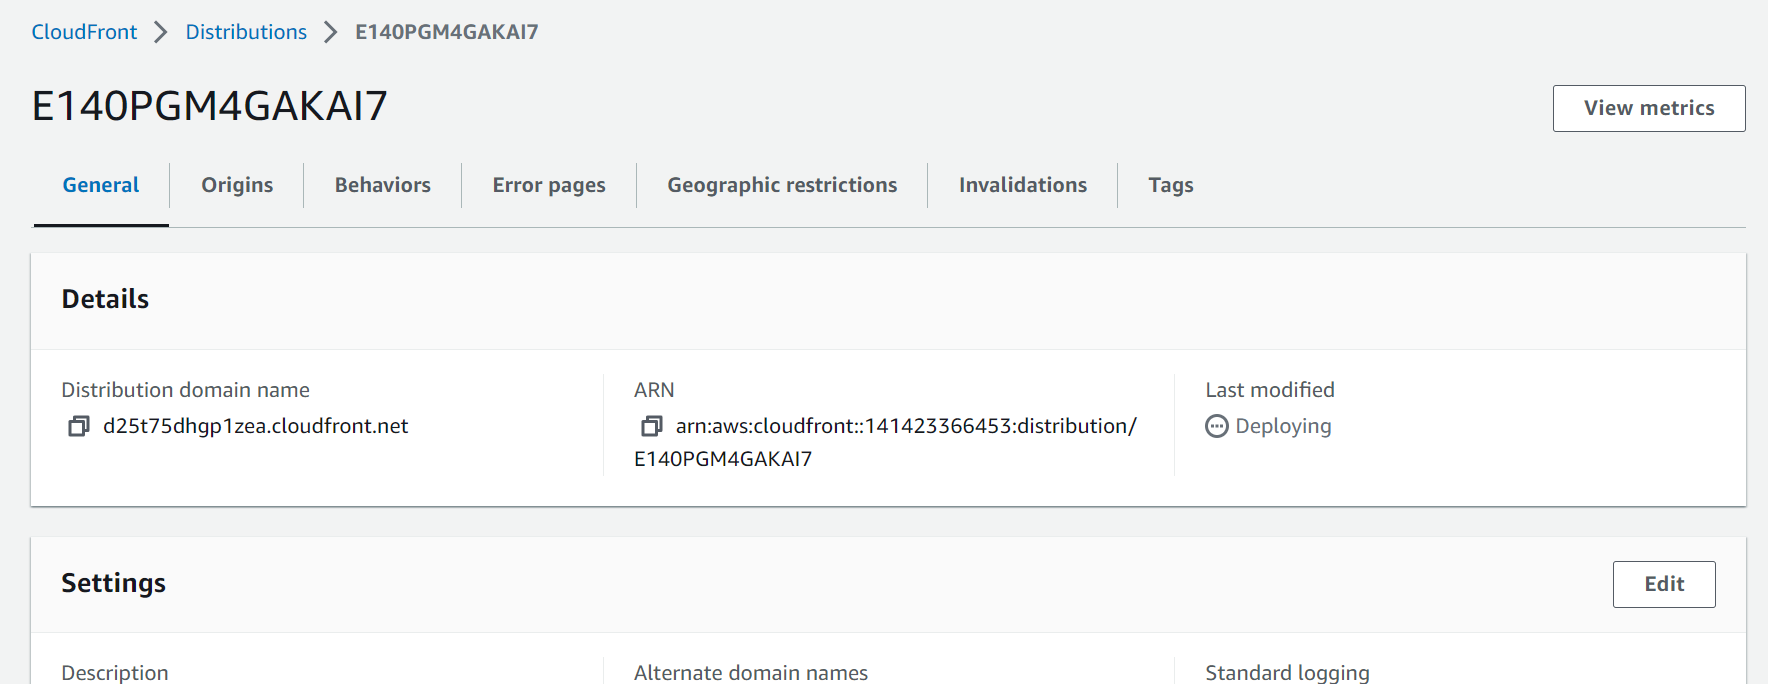 CloudFront > Distributions > E140PGM4GAKAI7
E140PGM4GAKAI7
View metrics
General
Origins
Behaviors
Error pages
Geographic restrictions
Invalidations
Tags
Details
Distribution domain name
d25t75dhgp1zea.cloudfront.net
ARN
arn:aws:cloudfront::141423366453:distribution/
E140PGM4GAKAI7
Last modified
Deploying
Settings
Edit
Description
Alternate domain names
Standard logging